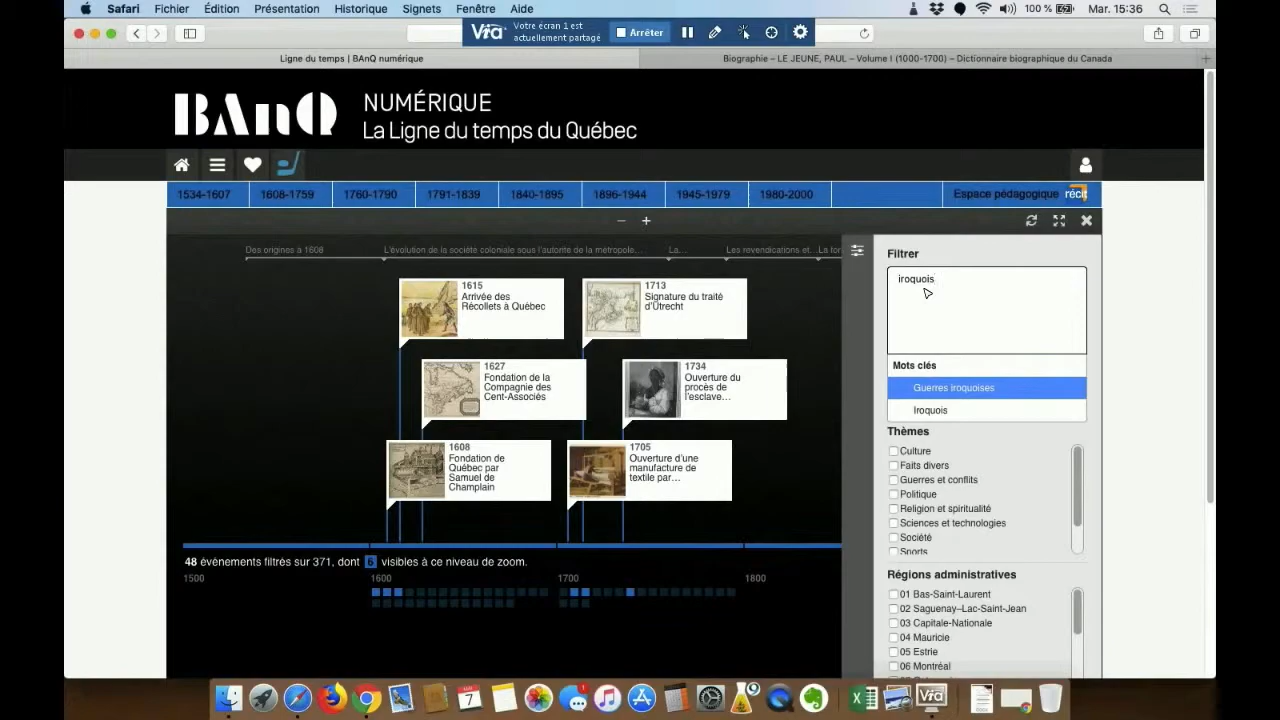 Safari Fichier Édition Présentation Historique Signets Fenêtre Aide
100 %
Mar. 15:36
Via
Votre écran 1 est
actuellement partagé
Arrêter
Ligne du temps | BAnQ numérique
Biographie – LE JEUNE, PAUL – Volume I (1000-1700) – Dictionnaire biographique du Canada
BAnQ
NUMÉRIQUE
La Ligne du temps du Québec
1534-1607
1608-1759
1760-1790
1791-1839
1840-1895
1896-1944
1945-1979
1980-2000
Espace pédagogique
récit
Des origines à 1608
L'évolution de la société coloniale sous l'autorité de la métropole…
La…
Les revendications et…
Filtrer
iroquois
1615
Arrivée des
Récollets à Québec
1713
Signature du traité
d'Utrecht
1627
Fondation de la
Compagnie des
Cent-Associés
1734
Ouverture du
procès de
l'esclave…
1608
Fondation de
Québec par
Samuel de
Champlain
1705
Ouverture d'une
manufacture de
textile par…
Mots clés
Guerres iroquoises
Iroquois
Thèmes
Culture
Faits divers
Guerres et conflits
Politique
Religion et spiritualité
Sciences et technologies
Société
Sports
48 événements filtrés sur 371, dont 6 visibles à ce niveau de zoom.
1500
1600
1700
1800
Régions administratives
01 Bas-Saint-Laurent
02 Saguenay–Lac-Saint-Jean
03 Capitale-Nationale
04 Mauricie
05 Estrie
06 Montréal
7
Via